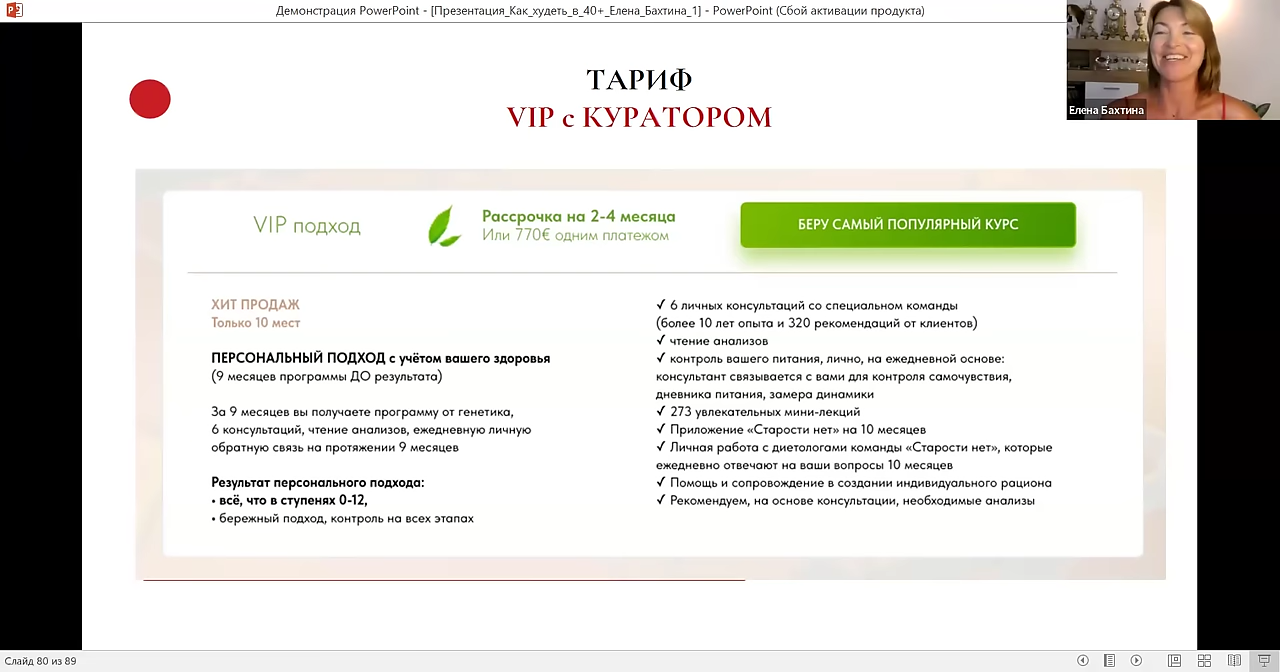 Демонстрация PowerPoint - [Презентация_Как_худеть_в_40+_Елена_Бахтина_1] - PowerPoint (Сбой активации продукта)
Елена Бахтина
ТАРИФ
VIP с КУРАТОРОМ
VIP подход
Рассрочка на 2-4 месяца
Или 770€ одним платежом
БЕРУ САМЫЙ ПОПУЛЯРНЫЙ КУРС
ХИТ ПРОДАЖ
Только 10 мест
ПЕРСОНАЛЬНЫЙ ПОДХОД с учётом вашего здоровья
(9 месяцев программы ДО результата)
За 9 месяцев вы получаете программу от генетика,
6 консультаций, чтение анализов, ежедневную личную
обратную связь на протяжении 9 месяцев
Результат персонального подхода:
• всё, что в ступенях 0-12,
• бережный подход, контроль на всех этапах
✓ 6 личных консультаций со специальном команды
(более 10 лет опыта и 320 рекомендаций от клиентов)
✓ чтение анализов
✓ контроль вашего питания, лично, на ежедневной основе:
консультант связывается с вами для контроля самочувствия,
дневника питания, замера динамики
✓ 273 увлекательных мини-лекций
✓ Приложение «Старости нет» на 10 месяцев
✓ Личная работа с диетологами команды «Старости нет», которые
ежедневно отвечают на ваши вопросы 10 месяцев
✓ Помощь и сопровождение в создании индивидуального рациона
✓ Рекомендуем, на основе консультации, необходимые анализы
Слайд 80 из 89